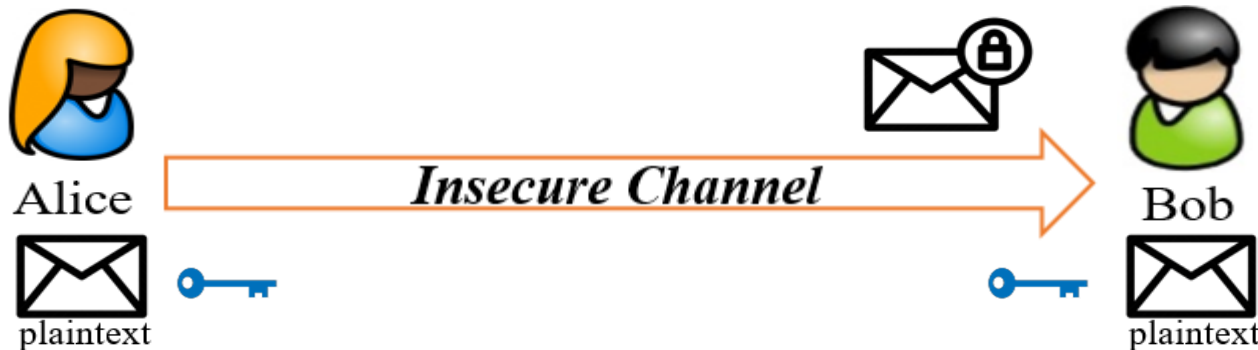 Insecure Channel
Alice
Bob
plaintext
plaintext